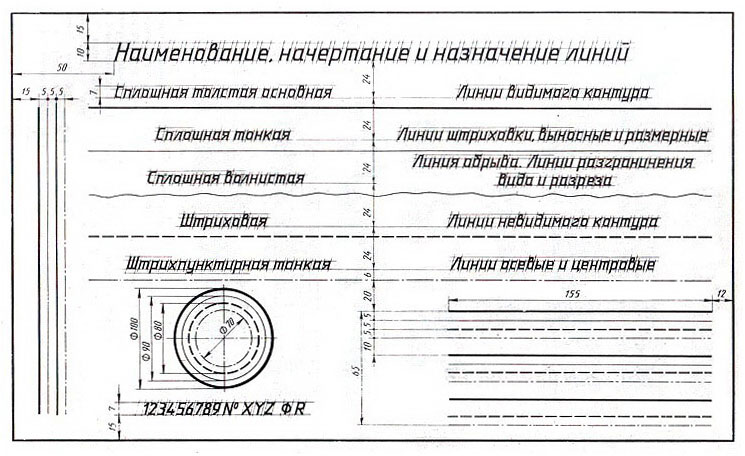 15
10
Наименование, начертание и назначение линий
50
24
15 5 5 5
7
Сплошная толстая основная
Линии видимого контура
24
Сплошная тонкая
Линии штриховки, выносные и размерные
24
Сплошная волнистая
Линия обрыва. Линии разграничения
вида и разреза
24
Штриховая
Линии невидимого контура
24
Штрихпунктирная тонкая
Линии осевые и центровые
6
20
155
12
Ф100
Ф90
Ф80
Ф70
5
5
5
10
65
7
123456789 № XYZ Ф R
15